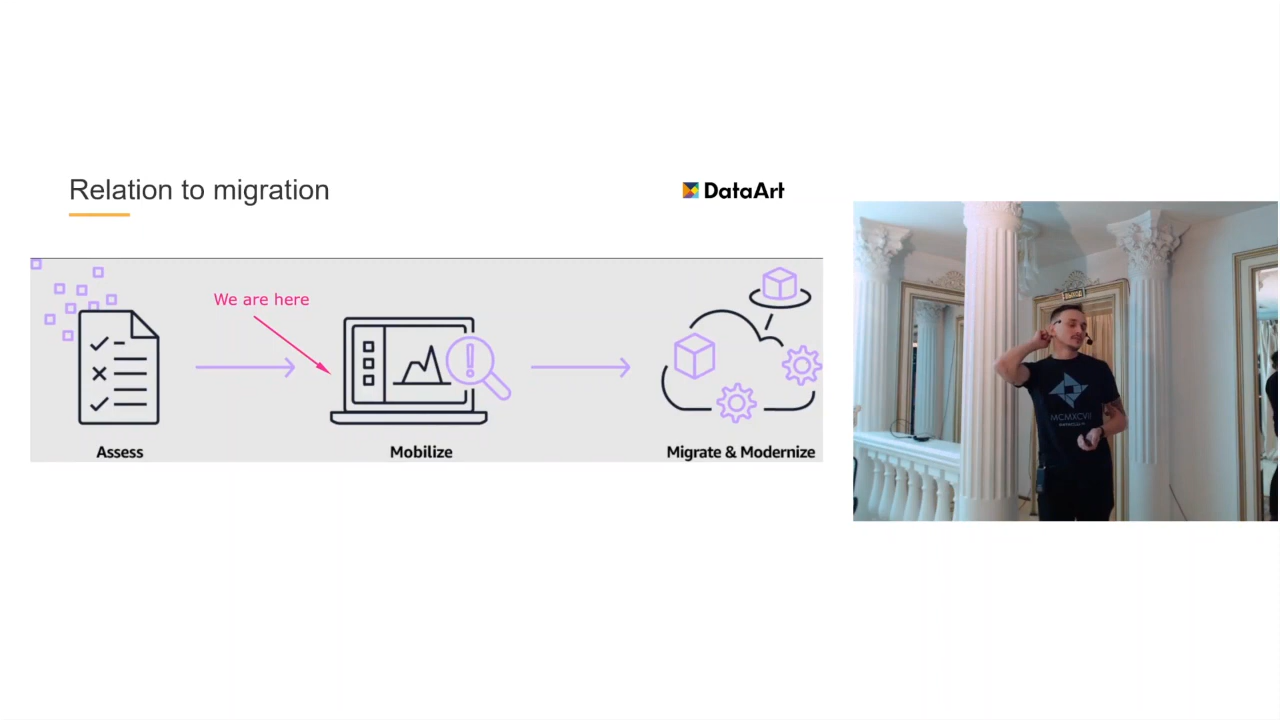 Relation to migration
DataArt
We are here
Assess
Mobilize
Migrate & Modernize